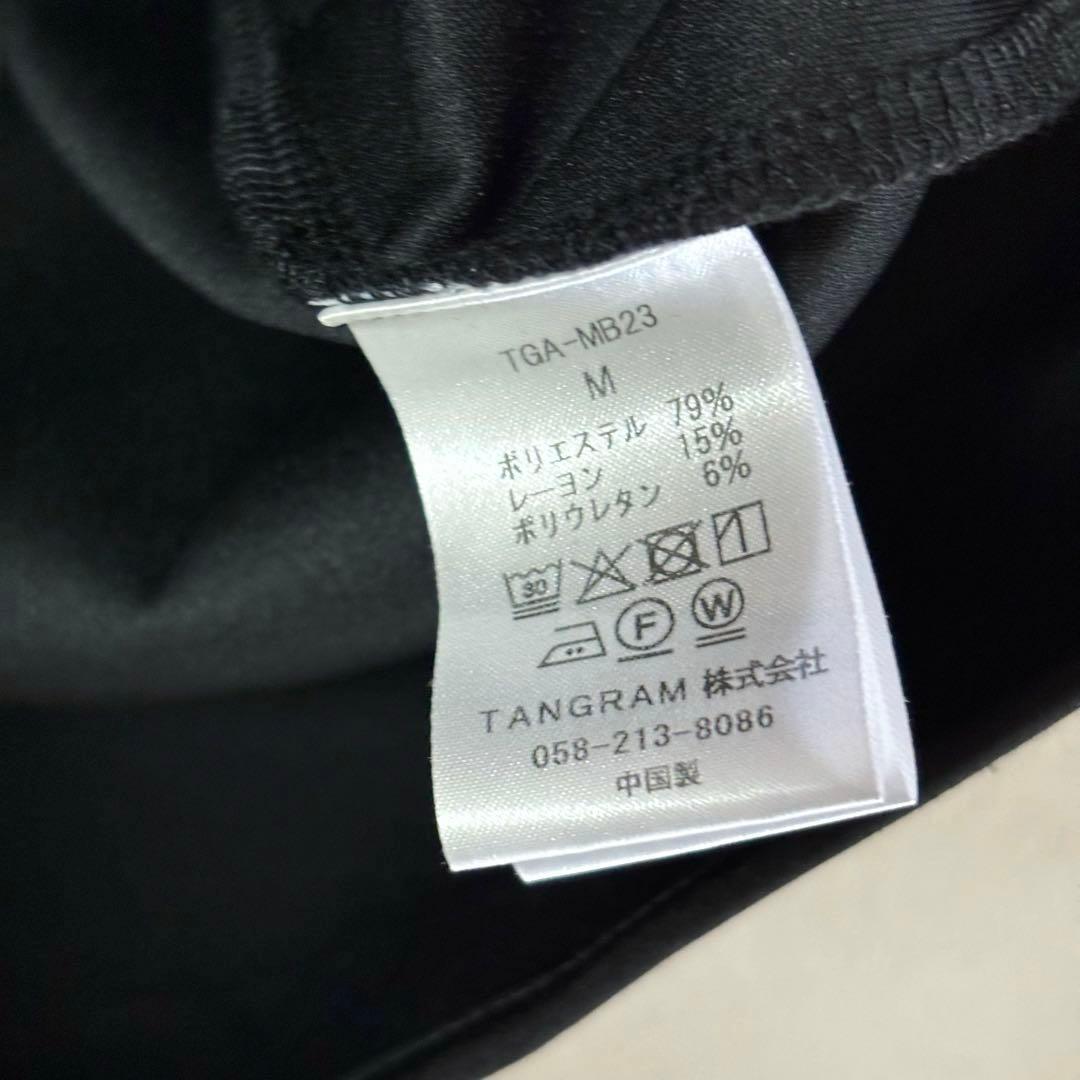 TGA-MB23
M
ポリエステル 79%
レーヨン 15%
ポリウレタン 6%
30
F W
TANGRAM 株式会社
058-213-8086
中国製